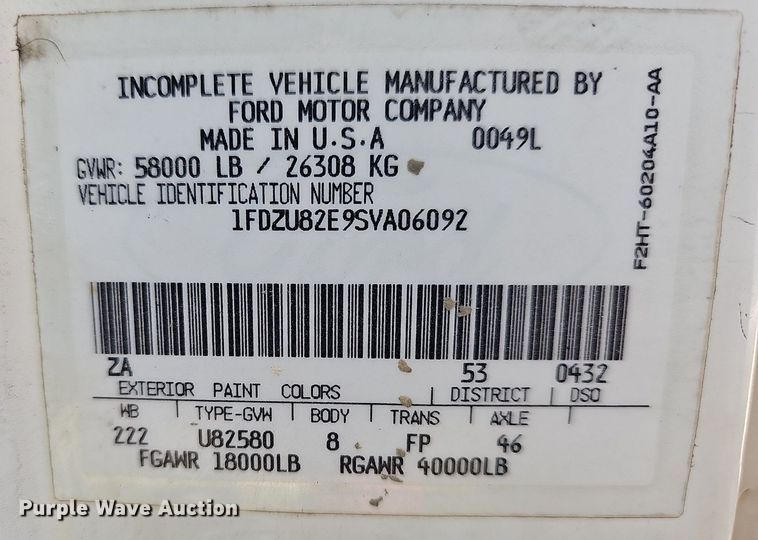 INCOMPLETE VEHICLE MANUFACTURED BY
FORD MOTOR COMPANY
MADE IN U.S.A 0049L
GVWR: 58000 LB / 26308 KG
VEHICLE IDENTIFICATION NUMBER
1FDZU82E9SVA06092
F2HT-60204A10-AA
ZA 53 0432
EXTERIOR PAINT COLORS | DISTRICT | DSO
WB | TYPE-GVW | BODY | TRANS | AXLE
222 U82580 8 FP 46
FGAWR 18000LB RGAWR 40000LB
Purple Wave Auction